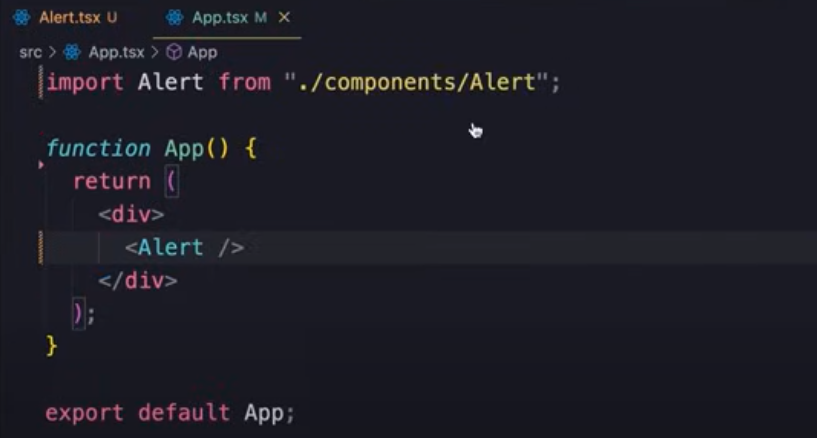 Alert.tsx U App.tsx M ×
src > App.tsx > App
import Alert from "./components/Alert";
function App() {
return (
<div>
<Alert />
</div>
);
}
export default App;